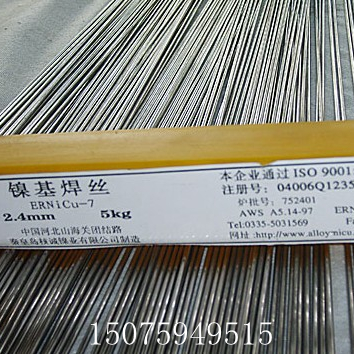 镍基焊丝
ERNiCu-7
2.4mm 5kg
中国河北山海关团结路
秦皇岛核诚镍业有限公司制造
本企业通过 ISO 9001
注册号: 04006Q1235
炉批号: 752401
AWS A5.14-97 ERN
Tel:0335-5031569
网址:http://www.alloy-nicu.
15075949515